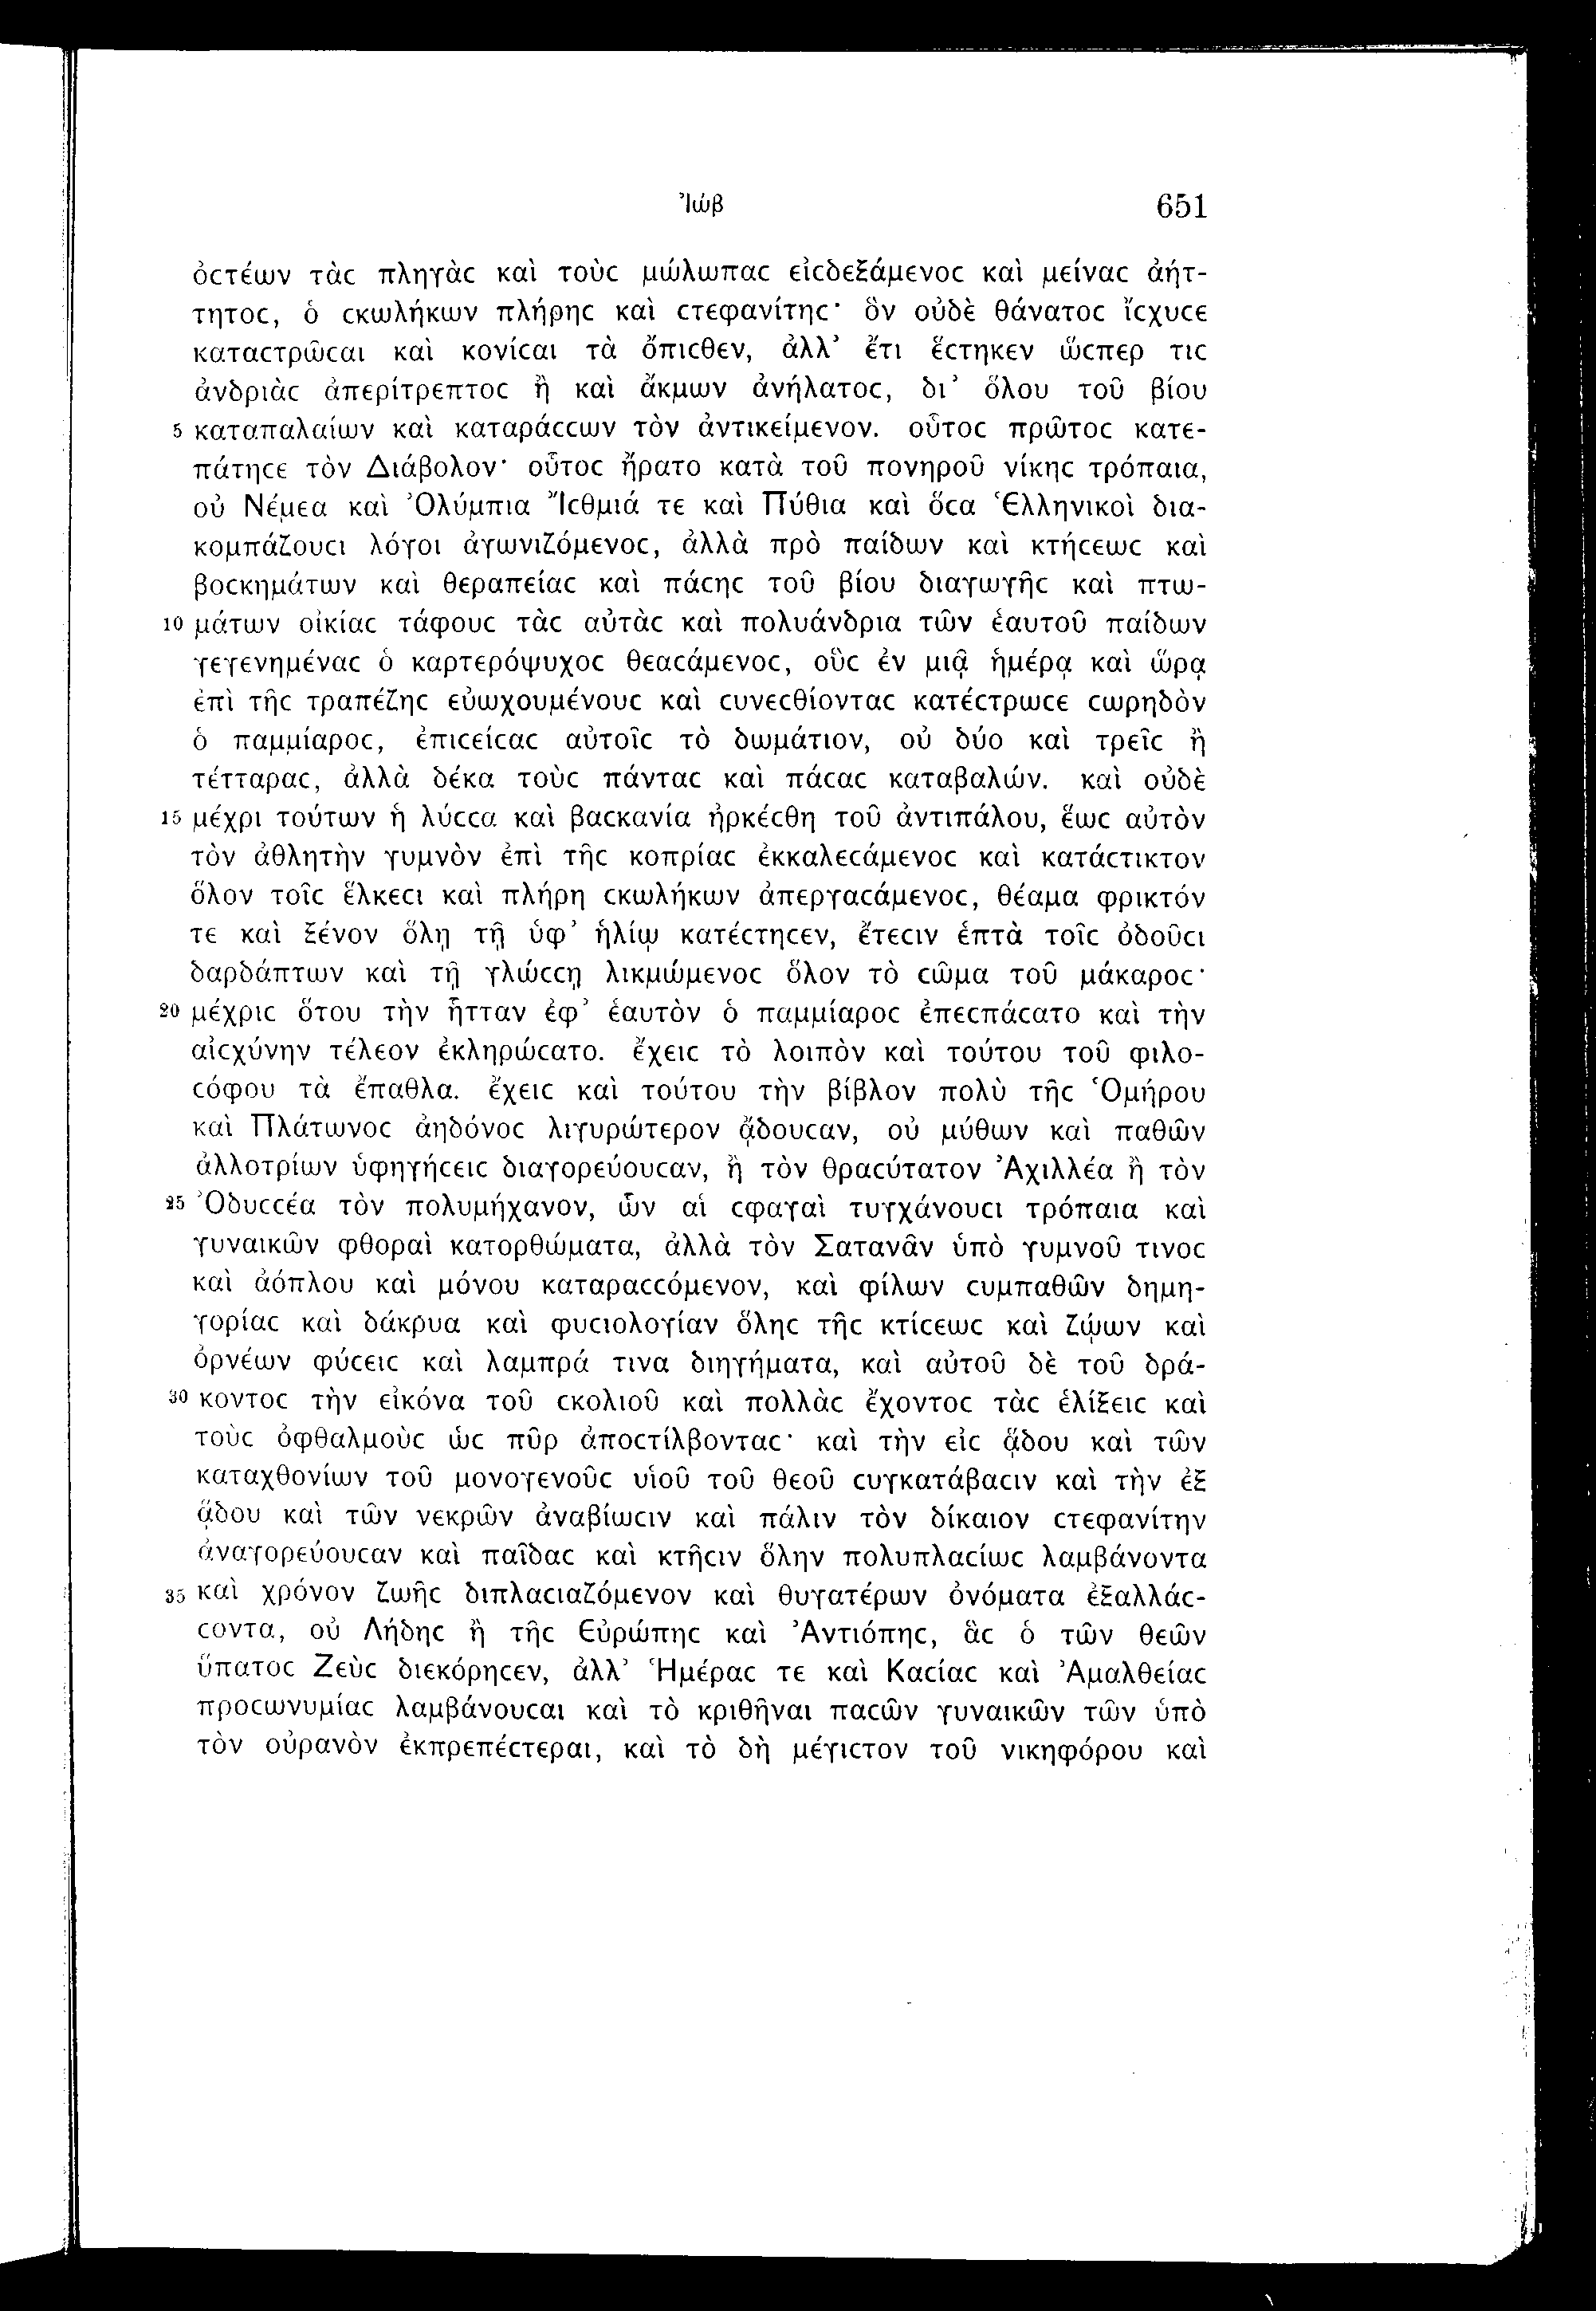 Ἰώβ 651
ὀϲτέων τὰϲ πληγὰϲ καὶ τοὺϲ μώλωπαϲ εἰϲδεξάμενοϲ καὶ μείναϲ ἀήτ-
τητοϲ, ὁ ϲκωλήκων πλήρηϲ καὶ ϲτεφανίτηϲ· ὃν οὐδὲ θάνατοϲ ἴϲχυϲε
καταϲτρῶϲαι καὶ κονίϲαι τὰ ὄπιϲθεν, ἀλλ’ ἔτι ἕϲτηκεν ὥϲπερ τιϲ
ἀνδριὰϲ ἀπερίτρεπτοϲ ἢ καὶ ἄκμων ἀνήλατοϲ, δι’ ὅλου τοῦ βίου
5 καταπαλαίων καὶ καταράϲϲων τὸν ἀντικείμενον. οὗτοϲ πρῶτοϲ κατε-
πάτηϲε τὸν Διάβολον· οὗτοϲ ἤρατο κατὰ τοῦ πονηροῦ νίκηϲ τρόπαια,
οὐ Νέμεα καὶ Ὀλύμπια Ἴϲθμιά τε καὶ Πύθια καὶ ὅϲα Ἑλληνικοὶ δια-
κομπάζουϲι λόγοι ἀγωνιζόμενοϲ, ἀλλὰ πρὸ παίδων καὶ κτήϲεωϲ καὶ
βοϲκημάτων καὶ θεραπείαϲ καὶ πάϲηϲ τοῦ βίου διαγωγῆϲ καὶ πτω-
10 μάτων οἰκίαϲ τάφουϲ τὰϲ αὐτὰϲ καὶ πολυάνδρια τῶν ἑαυτοῦ παίδων
γεγενημέναϲ ὁ καρτερόψυχοϲ θεαϲάμενοϲ, οὓϲ ἐν μιᾷ ἡμέρᾳ καὶ ὥρᾳ
ἐπὶ τῆϲ τραπέζηϲ εὐωχουμένουϲ καὶ ϲυνεϲθίονταϲ κατέϲτρωϲε ϲωρηδὸν
ὁ παμμίαροϲ, ἐπιϲείϲαϲ αὐτοῖϲ τὸ δωμάτιον, οὐ δύο καὶ τρεῖϲ ἢ
τέτταραϲ, ἀλλὰ δέκα τοὺϲ πάνταϲ καὶ πάϲαϲ καταβαλών. καὶ οὐδὲ
15 μέχρι τούτων ἡ λύϲϲα καὶ βαϲκανία ἠρκέϲθη τοῦ ἀντιπάλου, ἕωϲ αὐτὸν
τὸν ἀθλητὴν γυμνὸν ἐπὶ τῆϲ κοπρίαϲ ἐκκαλεϲάμενοϲ καὶ κατάϲτικτον
ὅλον τοῖϲ ἕλκεϲι καὶ πλήρη ϲκωλήκων ἀπεργαϲάμενοϲ, θέαμα φρικτόν
τε καὶ ξένον ὅλῃ τῇ ὑφ’ ἡλίῳ κατέϲτηϲεν, ἔτεϲιν ἑπτὰ τοῖϲ ὀδοῦϲι
δαρδάπτων καὶ τῇ γλώϲϲῃ λικμώμενοϲ ὅλον τὸ ϲῶμα τοῦ μάκαροϲ·
20 μέχριϲ ὅτου τὴν ἧτταν ἐφ’ ἑαυτὸν ὁ παμμίαροϲ ἐπεϲπάϲατο καὶ τὴν
αἰϲχύνην τέλεον ἐκληρώϲατο. ἔχειϲ τὸ λοιπὸν καὶ τούτου τοῦ φιλο-
ϲόφου τὰ ἔπαθλα. ἔχειϲ καὶ τούτου τὴν βίβλον πολὺ τῆϲ Ὁμήρου
καὶ Πλάτωνοϲ ἀηδόνοϲ λιγυρώτερον ᾄδουϲαν, οὐ μύθων καὶ παθῶν
ἀλλοτρίων ὑφηγήϲειϲ διαγορεύουϲαν, ἢ τὸν θραϲύτατον Ἀχιλλέα ἢ τὸν
25 Ὀδυϲϲέα τὸν πολυμήχανον, ὧν αἱ ϲφαγαὶ τυγχάνουϲι τρόπαια καὶ
γυναικῶν φθοραὶ κατορθώματα, ἀλλὰ τὸν Σατανᾶν ὑπὸ γυμνοῦ τινοϲ
καὶ ἀόπλου καὶ μόνου καταραϲϲόμενον, καὶ φίλων ϲυμπαθῶν δημη-
γορίαϲ καὶ δάκρυα καὶ φυϲιολογίαν ὅληϲ τῆϲ κτίϲεωϲ καὶ ζῴων καὶ
ὀρνέων φύϲειϲ καὶ λαμπρά τινα διηγήματα, καὶ αὐτοῦ δὲ τοῦ δρά-
30 κοντοϲ τὴν εἰκόνα τοῦ ϲκολιοῦ καὶ πολλὰϲ ἔχοντοϲ τὰϲ ἑλίξειϲ καὶ
τοὺϲ ὀφθαλμοὺϲ ὡϲ πῦρ ἀποϲτίλβονταϲ· καὶ τὴν εἰϲ ᾅδου καὶ τῶν
καταχθονίων τοῦ μονογενοῦϲ υἱοῦ τοῦ θεοῦ ϲυγκατάβαϲιν καὶ τὴν ἐξ
ᾅδου καὶ τῶν νεκρῶν ἀναβίωϲιν καὶ πάλιν τὸν δίκαιον ϲτεφανίτην
ἀναγορεύουϲαν καὶ παῖδαϲ καὶ κτῆϲιν ὅλην πολυπλαϲίωϲ λαμβάνοντα
35 καὶ χρόνον ζωῆϲ διπλαϲιαζόμενον καὶ θυγατέρων ὀνόματα ἐξαλλάϲ-
ϲοντα, οὐ Λήδηϲ ἢ τῆϲ Εὐρώπηϲ καὶ Ἀντιόπηϲ, ἃϲ ὁ τῶν θεῶν
ὕπατοϲ Ζεὺϲ διεκόρηϲεν, ἀλλ’ Ἡμέραϲ τε καὶ Καϲίαϲ καὶ Ἀμαλθείαϲ
προϲωνυμίαϲ λαμβάνουϲαι καὶ τὸ κριθῆναι παϲῶν γυναικῶν τῶν ὑπὸ
τὸν οὐρανὸν ἐκπρεπέϲτεραι, καὶ τὸ δὴ μέγιϲτον τοῦ νικηφόρου καὶ